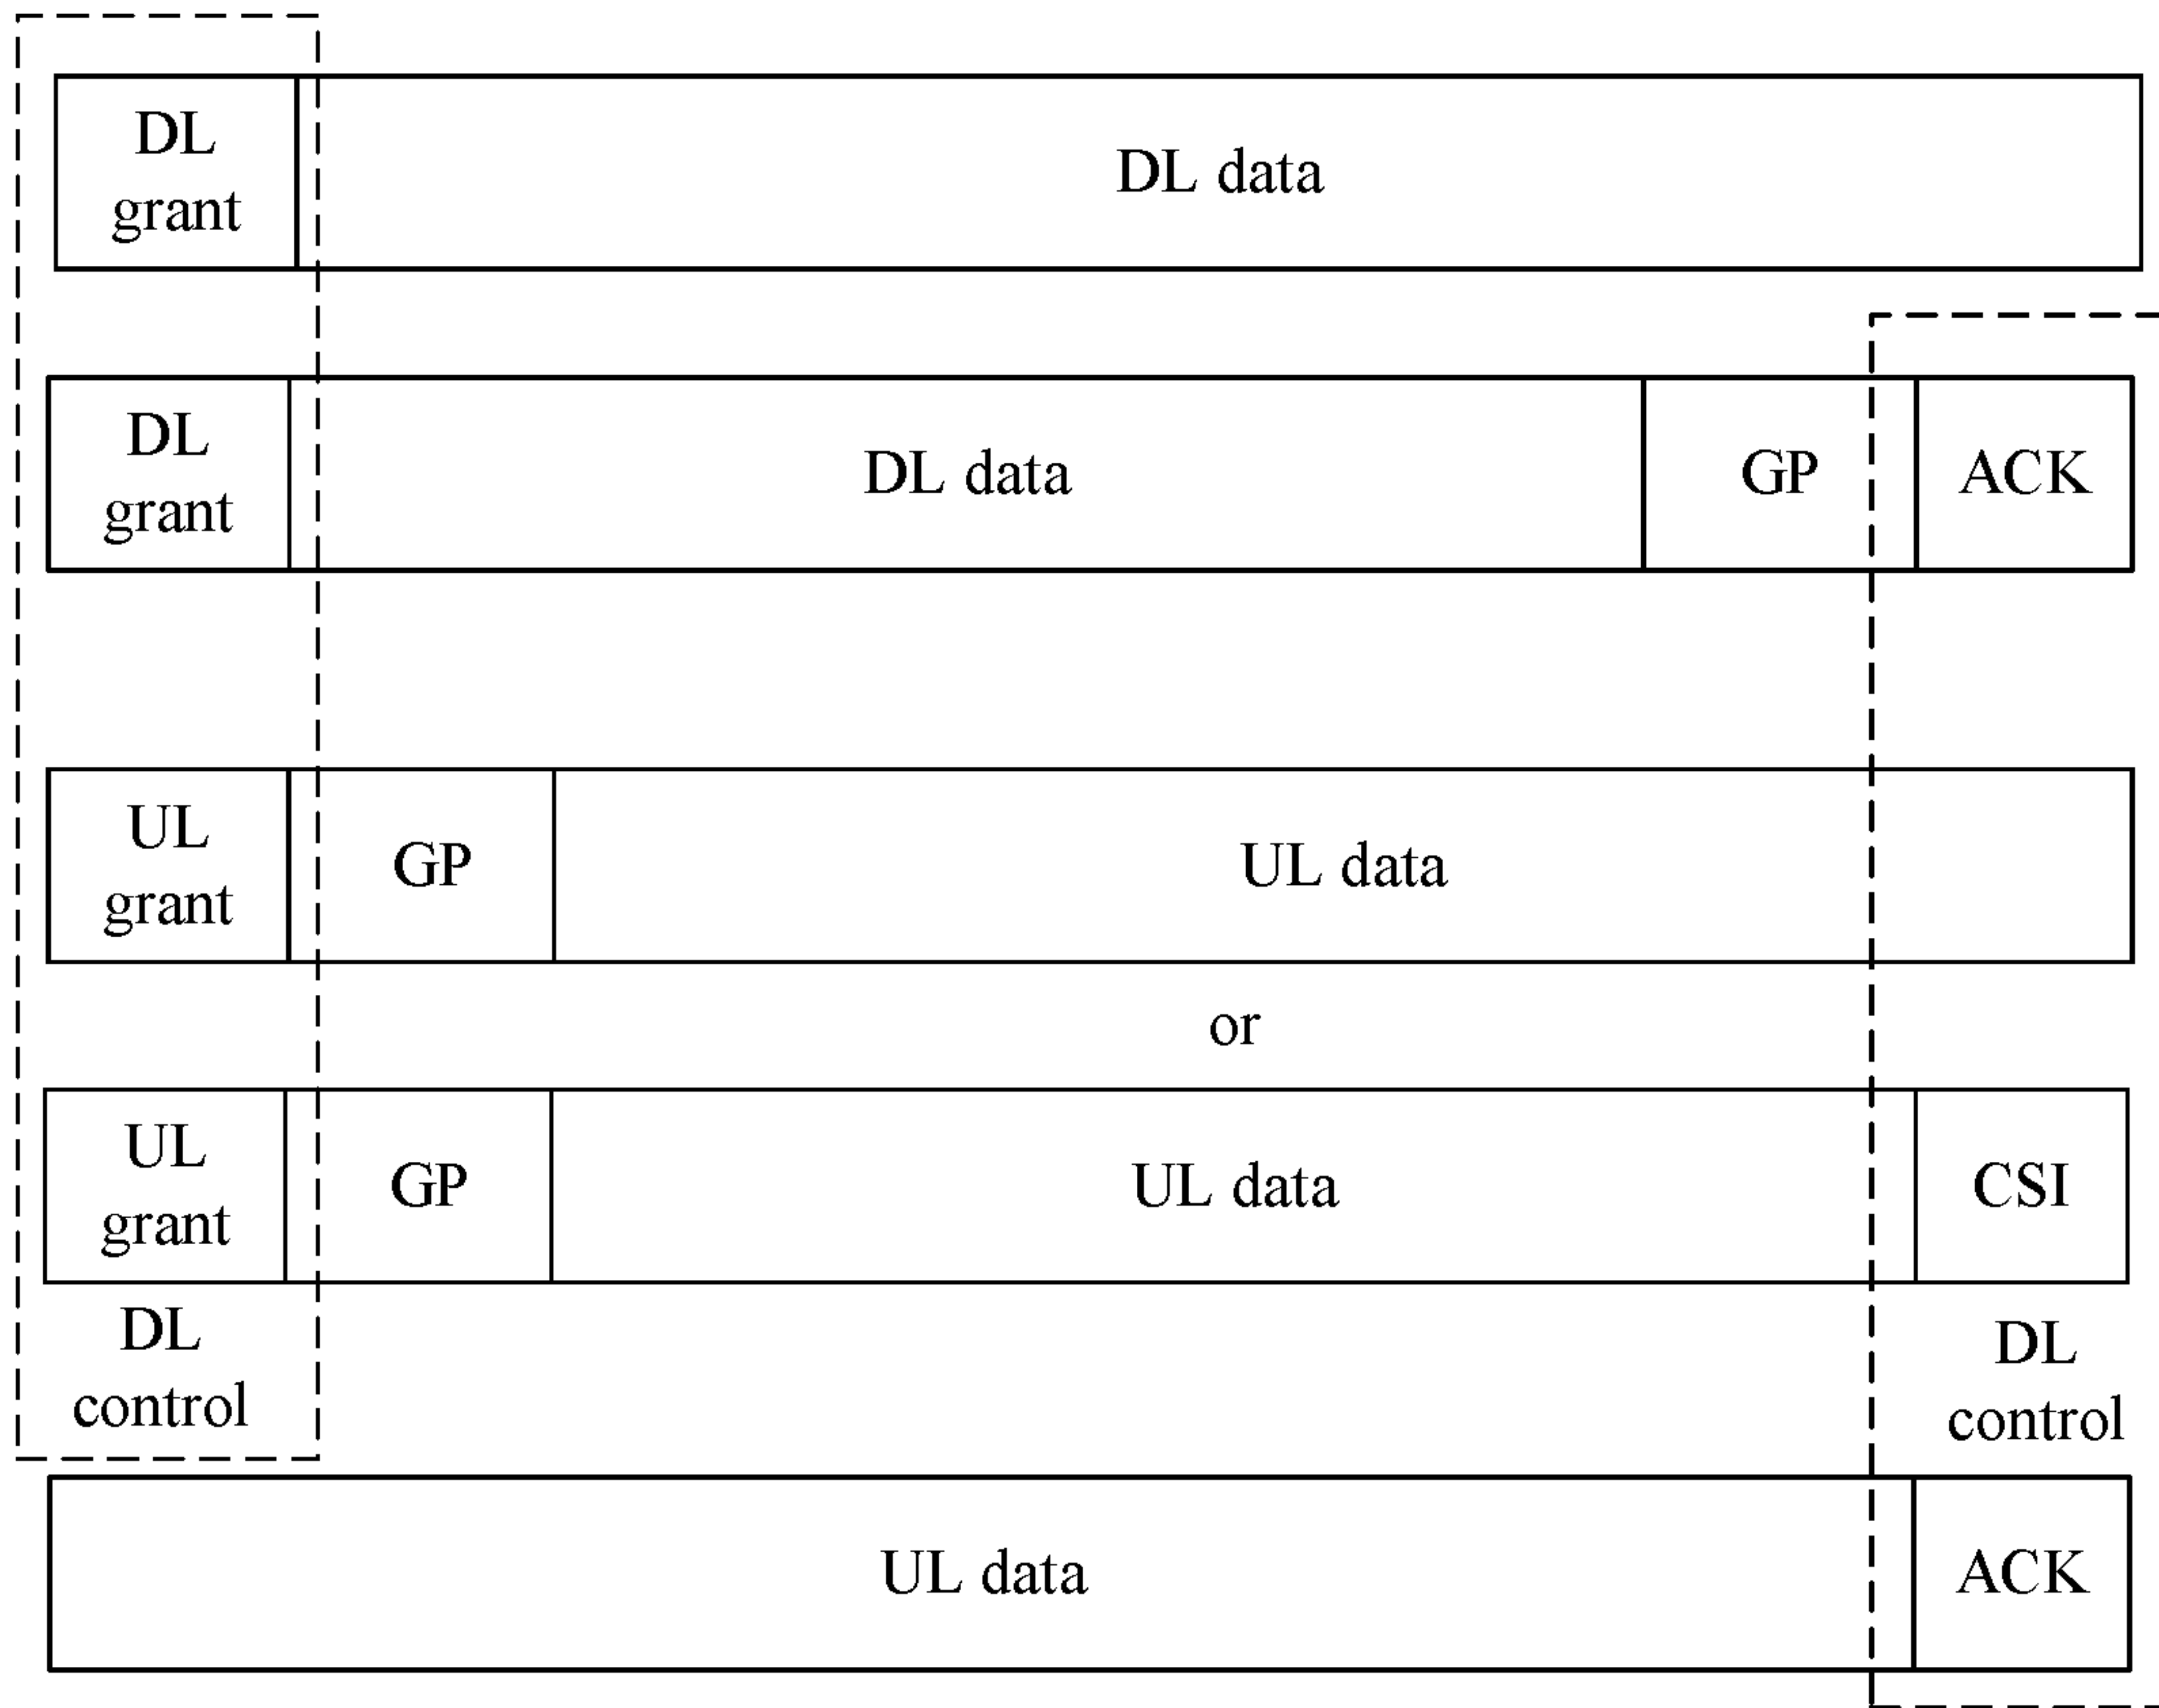 DL
grant
DL data
DL
grant
DL data
GP
ACK
UL
grant
GP
UL data
or
UL
grant
GP
UL data
CSI
DL
control
DL
control
UL data
ACK